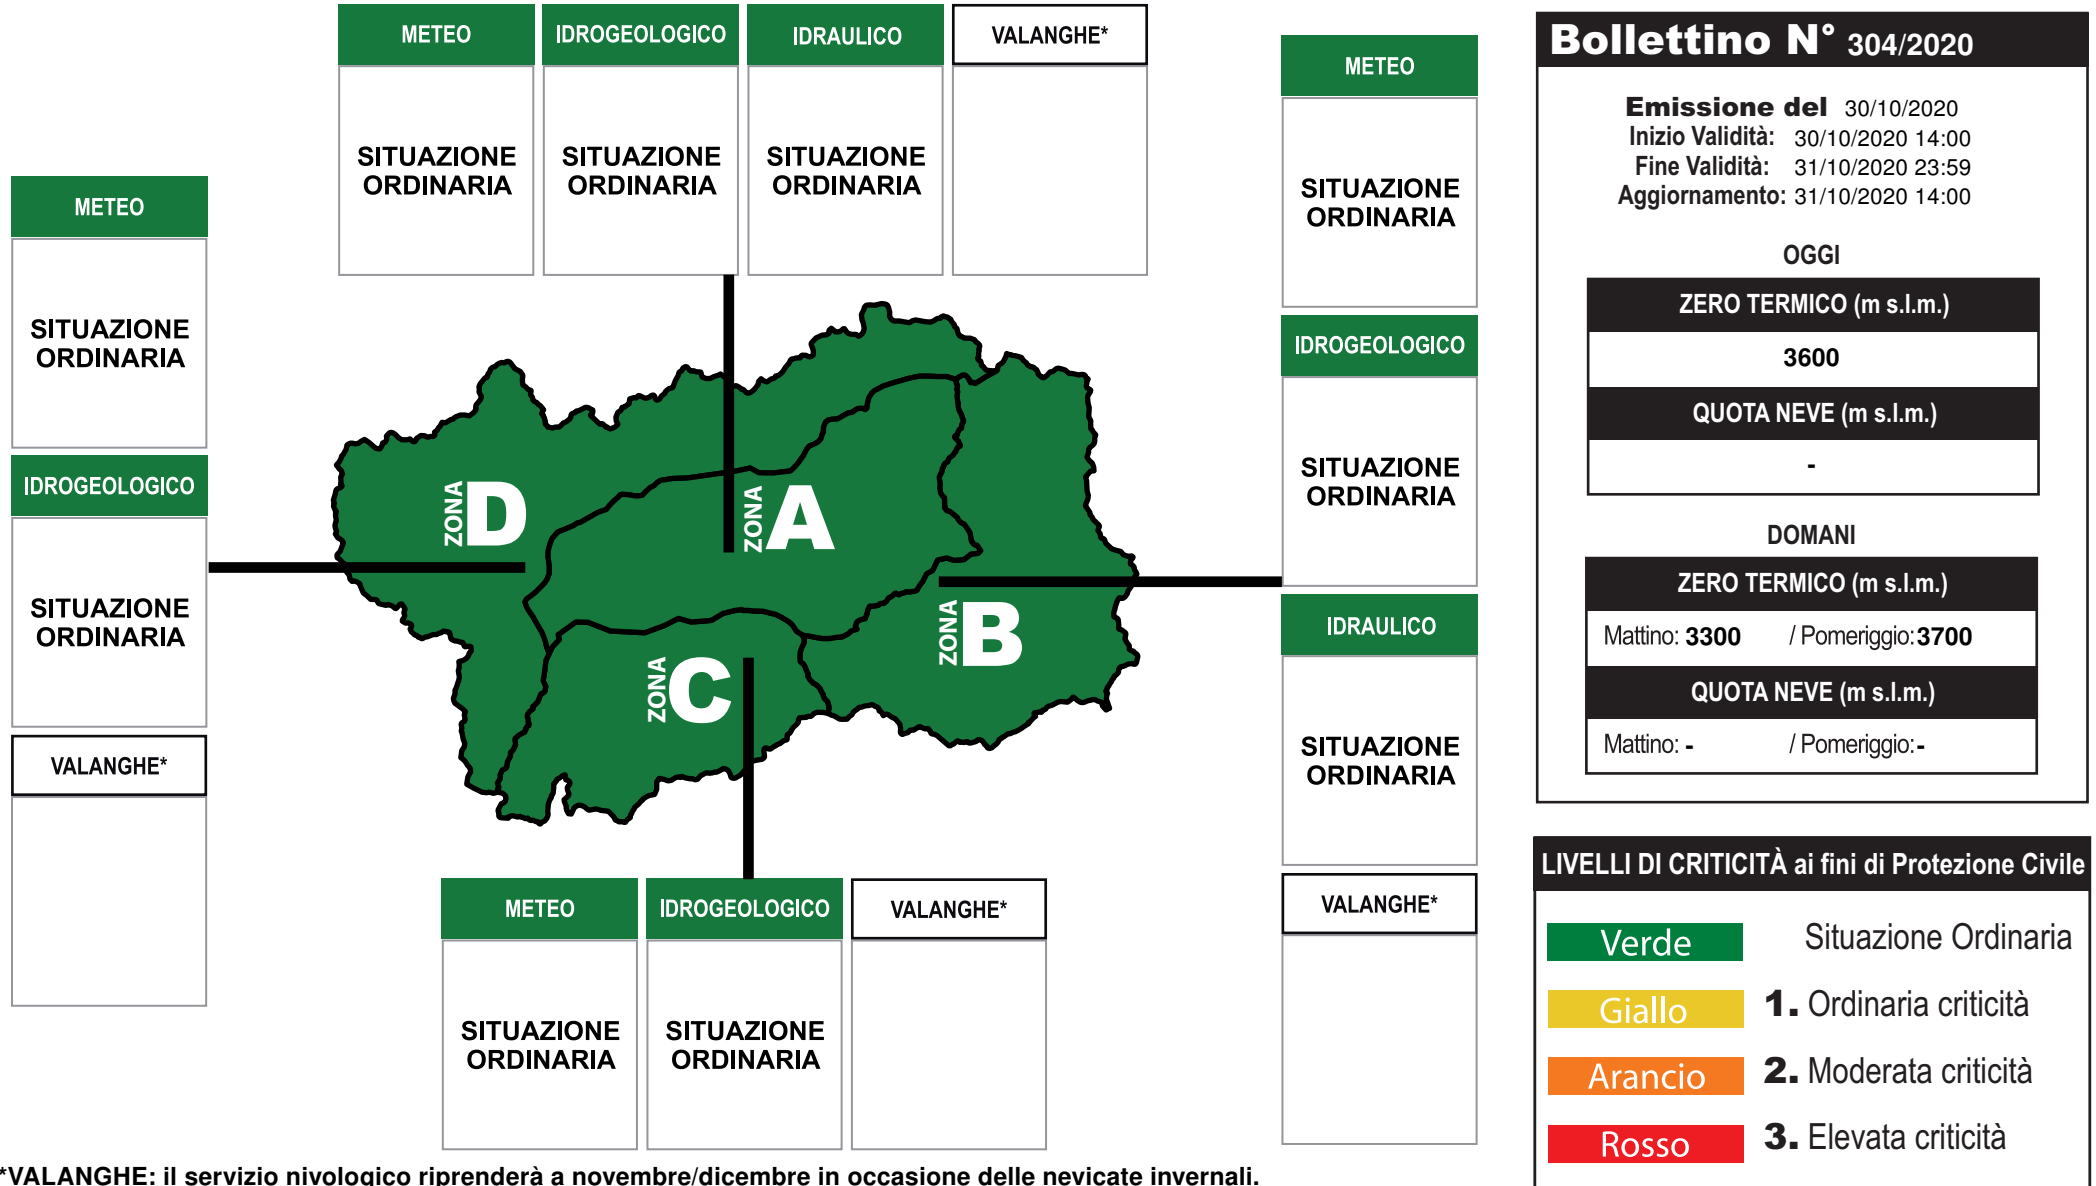 METEO
IDROGEOLOGICO
IDRAULICO
VALANGHE*
SITUAZIONE
ORDINARIA
SITUAZIONE
ORDINARIA
SITUAZIONE
ORDINARIA
METEO
SITUAZIONE
ORDINARIA
IDROGEOLOGICO
SITUAZIONE
ORDINARIA
VALANGHE*
ZONA D
ZONA A
ZONA B
ZONA C
METEO
SITUAZIONE
ORDINARIA
IDROGEOLOGICO
SITUAZIONE
ORDINARIA
IDRAULICO
SITUAZIONE
ORDINARIA
VALANGHE*
METEO
IDROGEOLOGICO
VALANGHE*
SITUAZIONE
ORDINARIA
SITUAZIONE
ORDINARIA
*VALANGHE: il servizio nivologico riprenderà a novembre/dicembre in occasione delle nevicate invernali.
Bollettino N° 304/2020
Emissione del 30/10/2020
Inizio Validità: 30/10/2020 14:00
Fine Validità: 31/10/2020 23:59
Aggiornamento: 31/10/2020 14:00
OGGI
ZERO TERMICO (m s.l.m.)
3600
QUOTA NEVE (m s.l.m.)
-
DOMANI
ZERO TERMICO (m s.l.m.)
Mattino: 3300 / Pomeriggio: 3700
QUOTA NEVE (m s.l.m.)
Mattino: - / Pomeriggio: -
LIVELLI DI CRITICITÀ ai fini di Protezione Civile
Verde Situazione Ordinaria
Giallo 1. Ordinaria criticità
Arancio 2. Moderata criticità
Rosso 3. Elevata criticità